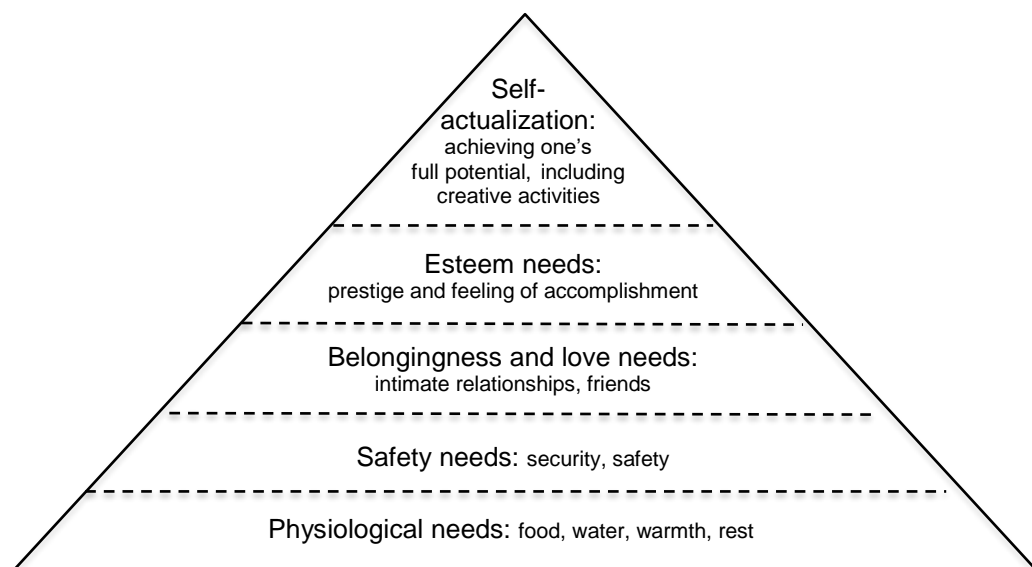 Self-
actualization:
achieving one’s
full potential, including
creative activities
Esteem needs:
prestige and feeling of accomplishment
Belongingness and love needs:
intimate relationships, friends
Safety needs: security, safety
Physiological needs: food, water, warmth, rest